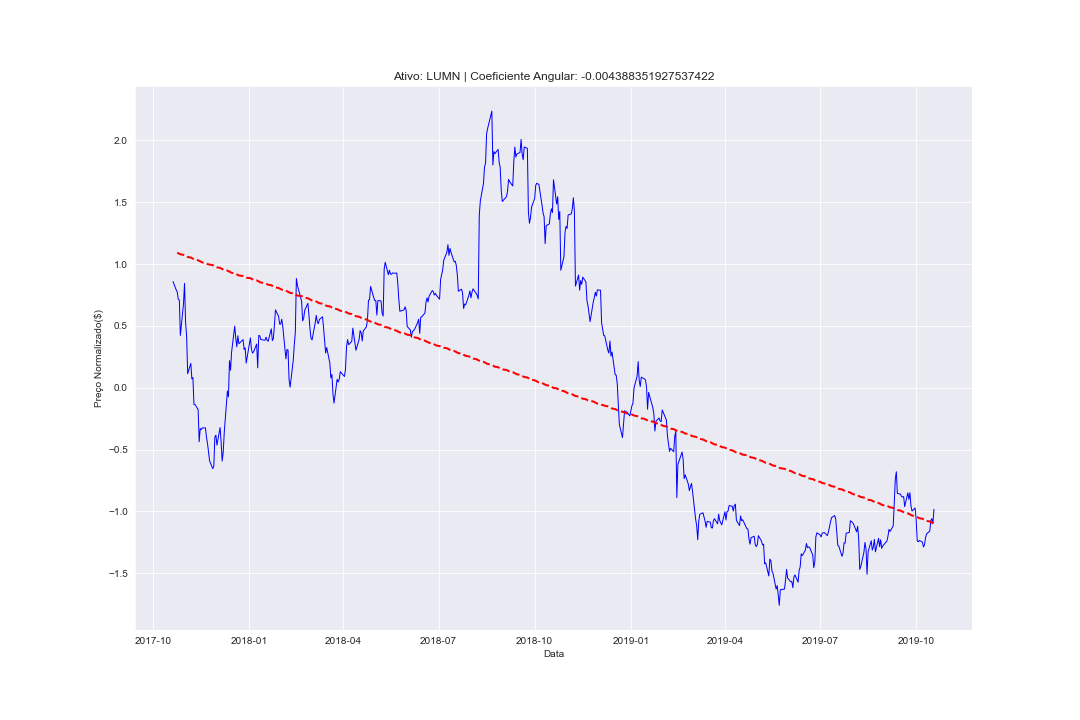 Ativo: LUMN | Coeficiente Angular: -0.004388351927537422
2.0
1.5
1.0
0.5
0.0
−0.5
−1.0
−1.5
Preço Normalizado($)
2017-10 2018-01 2018-04 2018-07 2018-10 2019-01 2019-04 2019-07 2019-10
Data